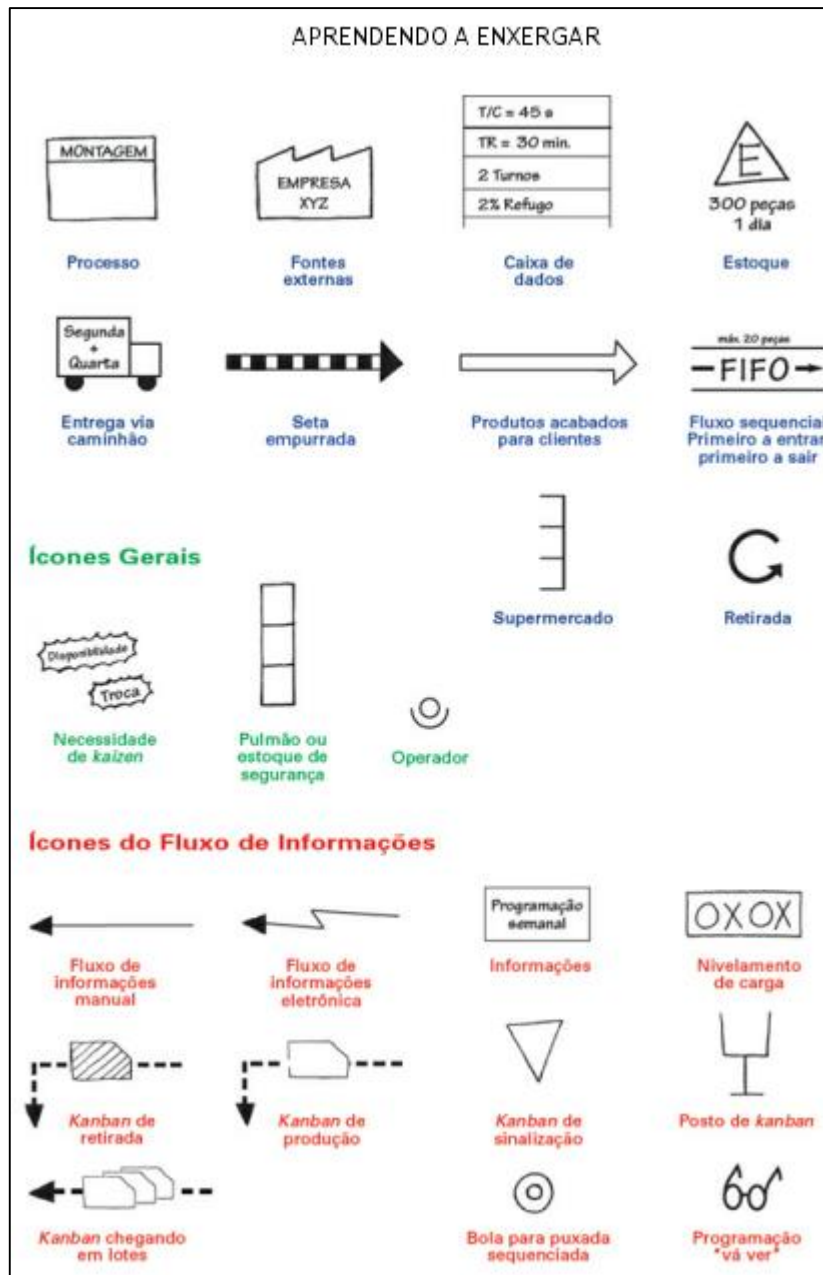 APRENDENDO A ENXERGAR
MONTAGEM
Processo
EMPRESA
XYZ
Fontes
externas
T/C = 45 s
TR = 30 min.
2 Turnos
2% Refugo
Caixa de
dados
E
300 peças
1 dia
Estoque
Segunda
+
Quarta
Entrega via
caminhão
Seta
empurrada
Produtos acabados
para clientes
máx. 20 peças
FIFO
Fluxo sequencial
Primeiro a entrar
primeiro a sair
Supermercado
Retirada
Ícones Gerais
Disponibilidade
Troca
Necessidade
de kaizen
Pulmão ou
estoque de
segurança
Operador
Ícones do Fluxo de Informações
Fluxo de
informações
manual
Fluxo de
informações
eletrônica
Programação
semanal
Informações
OXOX
Nivelamento
de carga
Kanban de
retirada
Kanban de
produção
Kanban de
sinalização
Posto de kanban
Kanban chegando
em lotes
Bola para puxada
sequenciada
Programação
"vá ver"